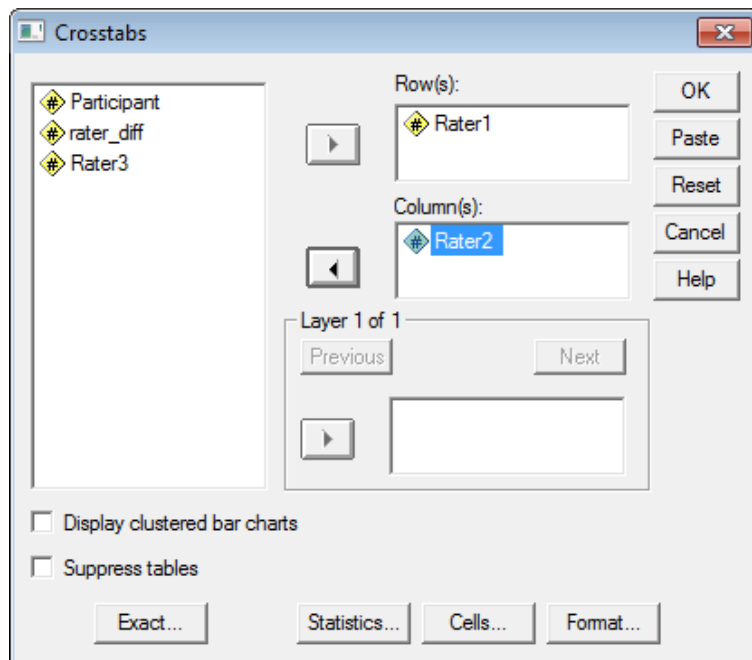 Crosstabs
Participant
rater_diff
Rater3
Row(s):
Rater1
Column(s):
Rater2
Layer 1 of 1
Previous
Next
OK
Paste
Reset
Cancel
Help
Display clustered bar charts
Suppress tables
Exact...
Statistics...
Cells...
Format...